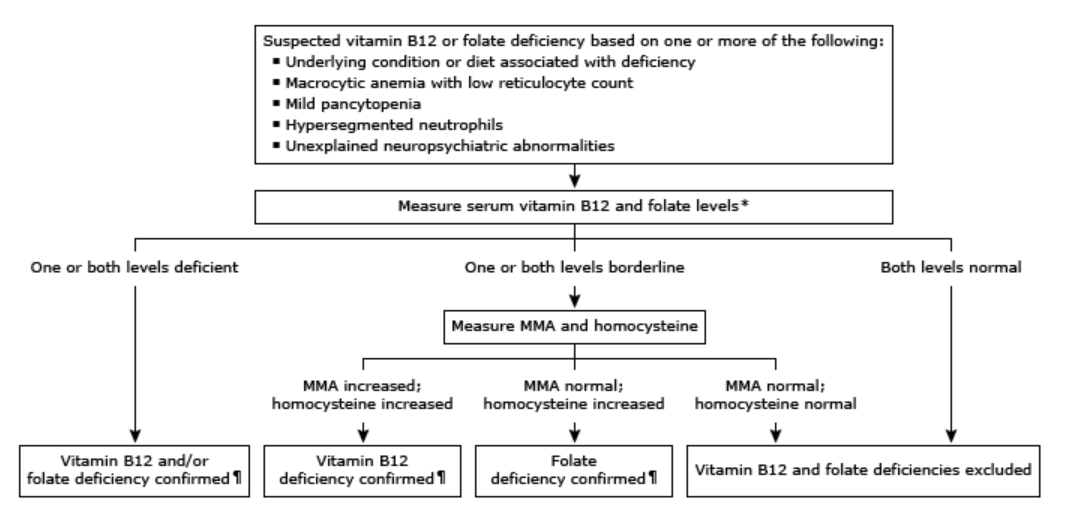 Suspected vitamin B12 or folate deficiency based on one or more of the following:
▪ Underlying condition or diet associated with deficiency
▪ Macrocytic anemia with low reticulocyte count
▪ Mild pancytopenia
▪ Hypersegmented neutrophils
▪ Unexplained neuropsychiatric abnormalities
Measure serum vitamin B12 and folate levels*
One or both levels deficient
One or both levels borderline
Both levels normal
Measure MMA and homocysteine
MMA increased;
homocysteine increased
MMA normal;
homocysteine increased
MMA normal;
homocysteine normal
Vitamin B12 and/or
folate deficiency confirmed¶
Vitamin B12
deficiency confirmed¶
Folate
deficiency confirmed¶
Vitamin B12 and folate deficiencies excluded